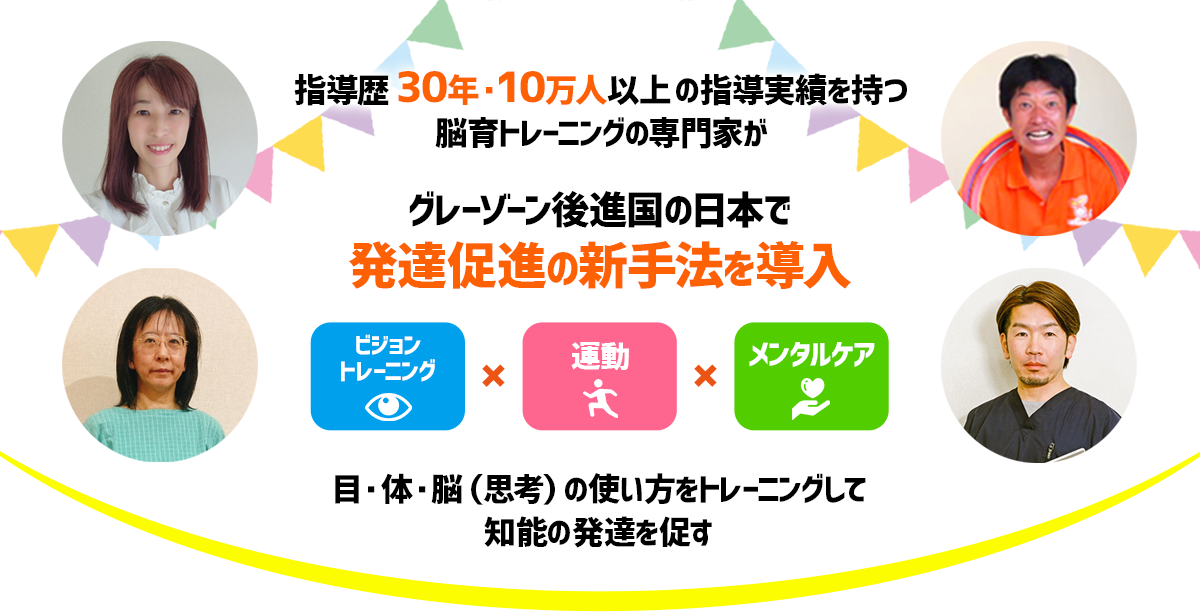 指導歴 30年・10万人以上の指導実績を持つ
脳育トレーニングの専門家が
グレーゾーン後進国の日本で
発達促進の新手法を導入
ビジョン
トレーニング
×
運動
×
メンタルケア
目・体・脳（思考）の使い方をトレーニングして
知能の発達を促す